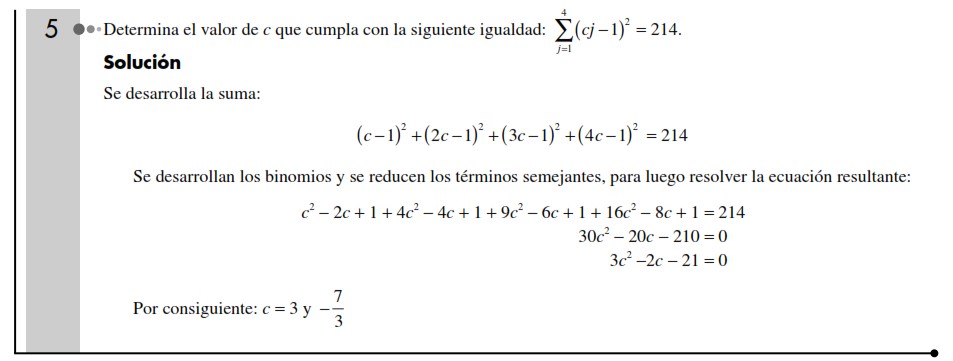 5 Determina el valor de c que cumpla con la siguiente igualdad: $\sum_{j=1}^{4}(cj-1)^2 = 214$.
Solución
Se desarrolla la suma:
$(c-1)^2+(2c-1)^2+(3c-1)^2+(4c-1)^2 = 214$
Se desarrollan los binomios y se reducen los términos semejantes, para luego resolver la ecuación resultante:
$c^2 - 2c + 1 + 4c^2 - 4c + 1 + 9c^2 - 6c + 1 + 16c^2 - 8c + 1 = 214$
$30c^2 - 20c - 210 = 0$
$3c^2 - 2c - 21 = 0$
Por consiguiente: $c = 3$ y $-\frac{7}{3}$